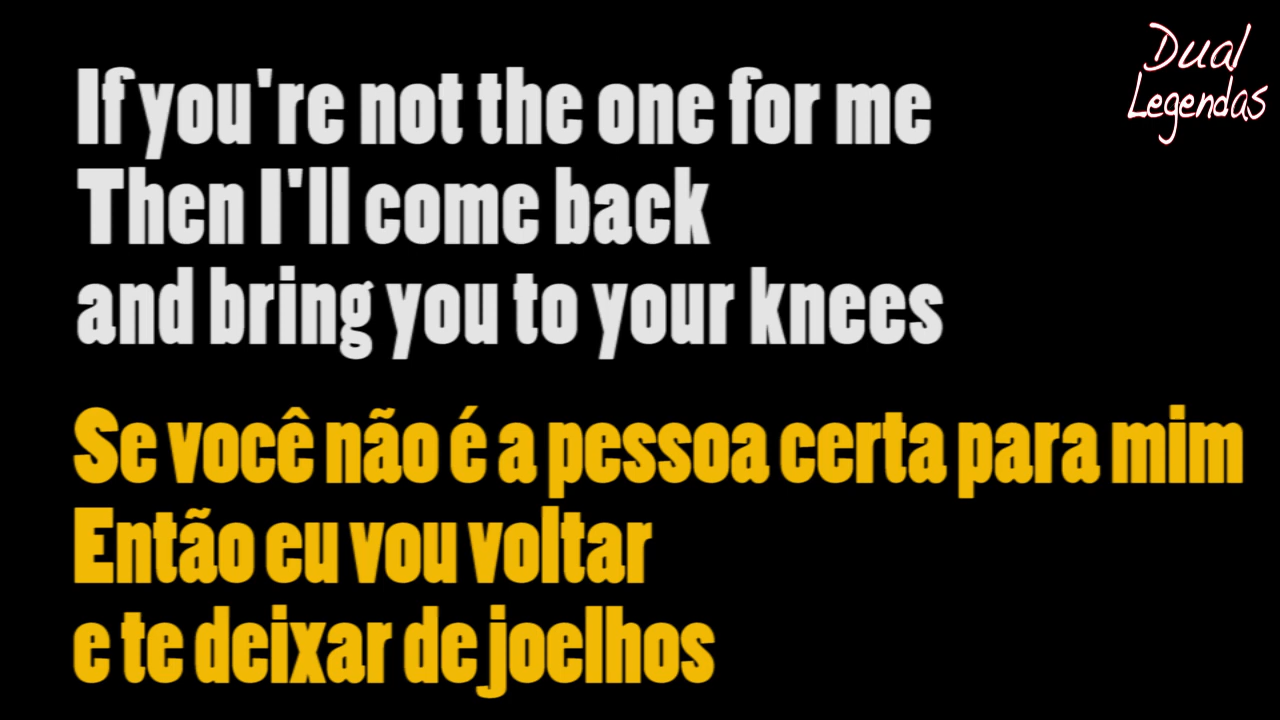 Dual
Legendas
If you're not the one for me
Then I'll come back
and bring you to your knees
Se você não é a pessoa certa para mim
Então eu vou voltar
e te deixar de joelhos